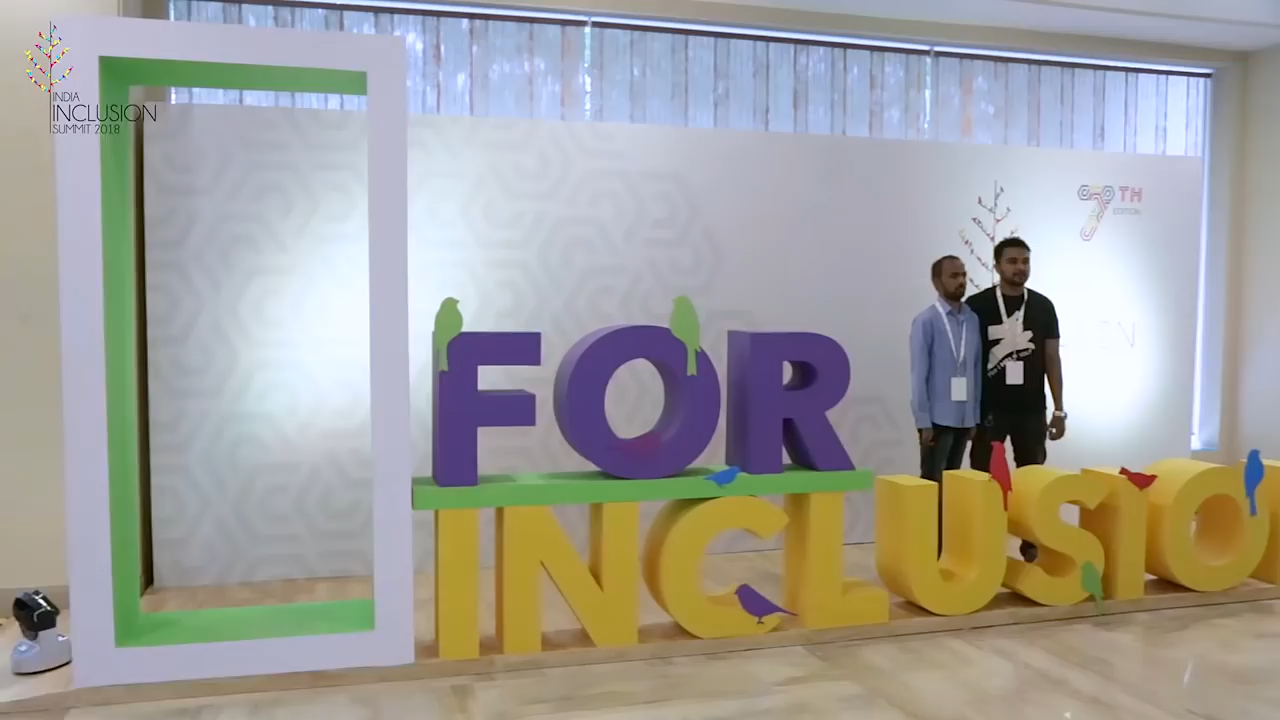 INDIA
INCLUSION
SUMMIT 2018
7TH
EDITION
FOR
INCLUSIO